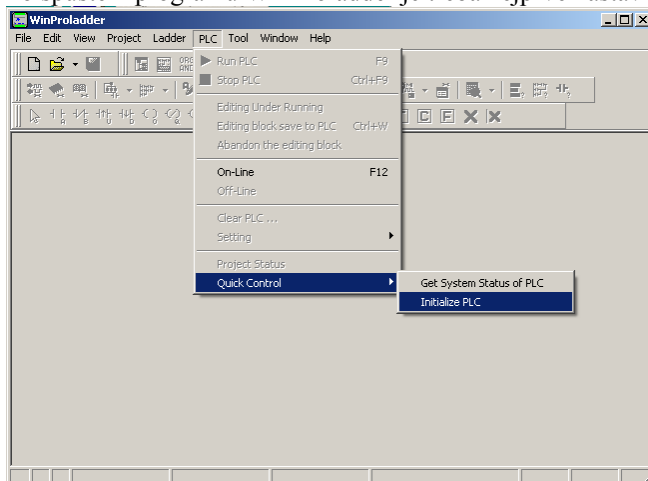 WinProladder
File Edit View Project Ladder PLC Tool Window Help
Run PLC F9
Stop PLC Ctrl+F9
Editing Under Running
Editing block save to PLC Ctrl+W
Abandon the editing block
On-Line F12
Off-Line
Clear PLC ...
Setting
Project Status
Quick Control
Get System Status of PLC
Initialize PLC